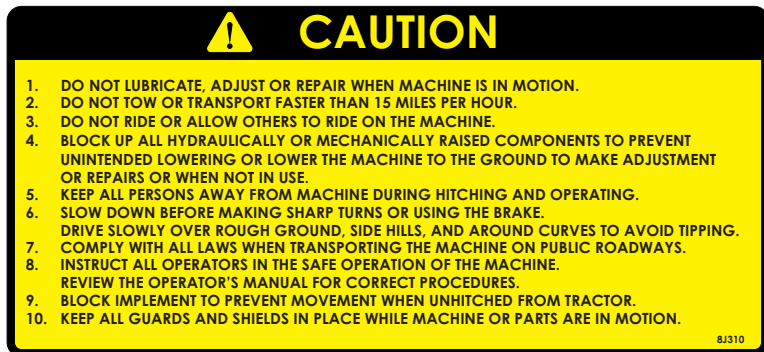 CAUTION
1. DO NOT LUBRICATE, ADJUST OR REPAIR WHEN MACHINE IS IN MOTION.
2. DO NOT TOW OR TRANSPORT FASTER THAN 15 MILES PER HOUR.
3. DO NOT RIDE OR ALLOW OTHERS TO RIDE ON THE MACHINE.
4. BLOCK UP ALL HYDRAULICALLY OR MECHANICALLY RAISED COMPONENTS TO PREVENT
UNINTENDED LOWERING OR LOWER THE MACHINE TO THE GROUND TO MAKE ADJUSTMENT
OR REPAIRS OR WHEN NOT IN USE.
5. KEEP ALL PERSONS AWAY FROM MACHINE DURING HITCHING AND OPERATING.
6. SLOW DOWN BEFORE MAKING SHARP TURNS OR USING THE BRAKE.
DRIVE SLOWLY OVER ROUGH GROUND, SIDE HILLS, AND AROUND CURVES TO AVOID TIPPING.
7. COMPLY WITH ALL LAWS WHEN TRANSPORTING THE MACHINE ON PUBLIC ROADWAYS.
8. INSTRUCT ALL OPERATORS IN THE SAFE OPERATION OF THE MACHINE.
REVIEW THE OPERATOR'S MANUAL FOR CORRECT PROCEDURES.
9. BLOCK IMPLEMENT TO PREVENT MOVEMENT WHEN UNHITCHED FROM TRACTOR.
10. KEEP ALL GUARDS AND SHIELDS IN PLACE WHILE MACHINE OR PARTS ARE IN MOTION.
8J310